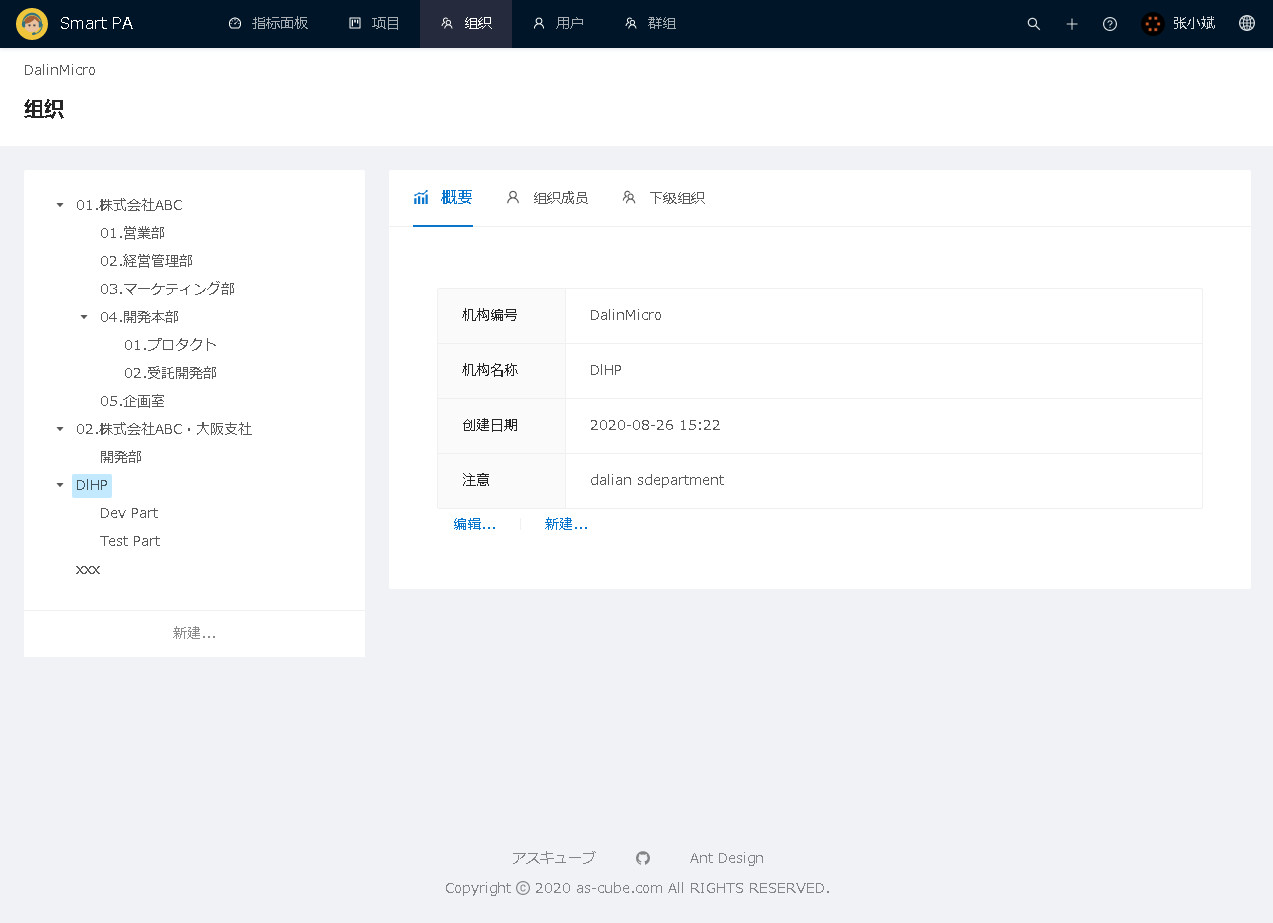 Smart PA 指标面板 项目 组织 用户 群组 张小斌
DalinMicro
组织
01.株式会社ABC
01.営業部
02.経営管理部
03.マーケティング部
04.開発本部
01.プロタクト
02.受託開発部
05.企画室
02.株式会社ABC・大阪支社
開発部
DlHP
Dev Part
Test Part
xxx
新建...
概要 组织成员 下级组织
机构编号 DalinMicro
机构名称 DlHP
创建日期 2020-08-26 15:22
注意 dalian sdepartment
编辑... 新建...
アスキューブ Ant Design
Copyright © 2020 as-cube.com All RIGHTS RESERVED.